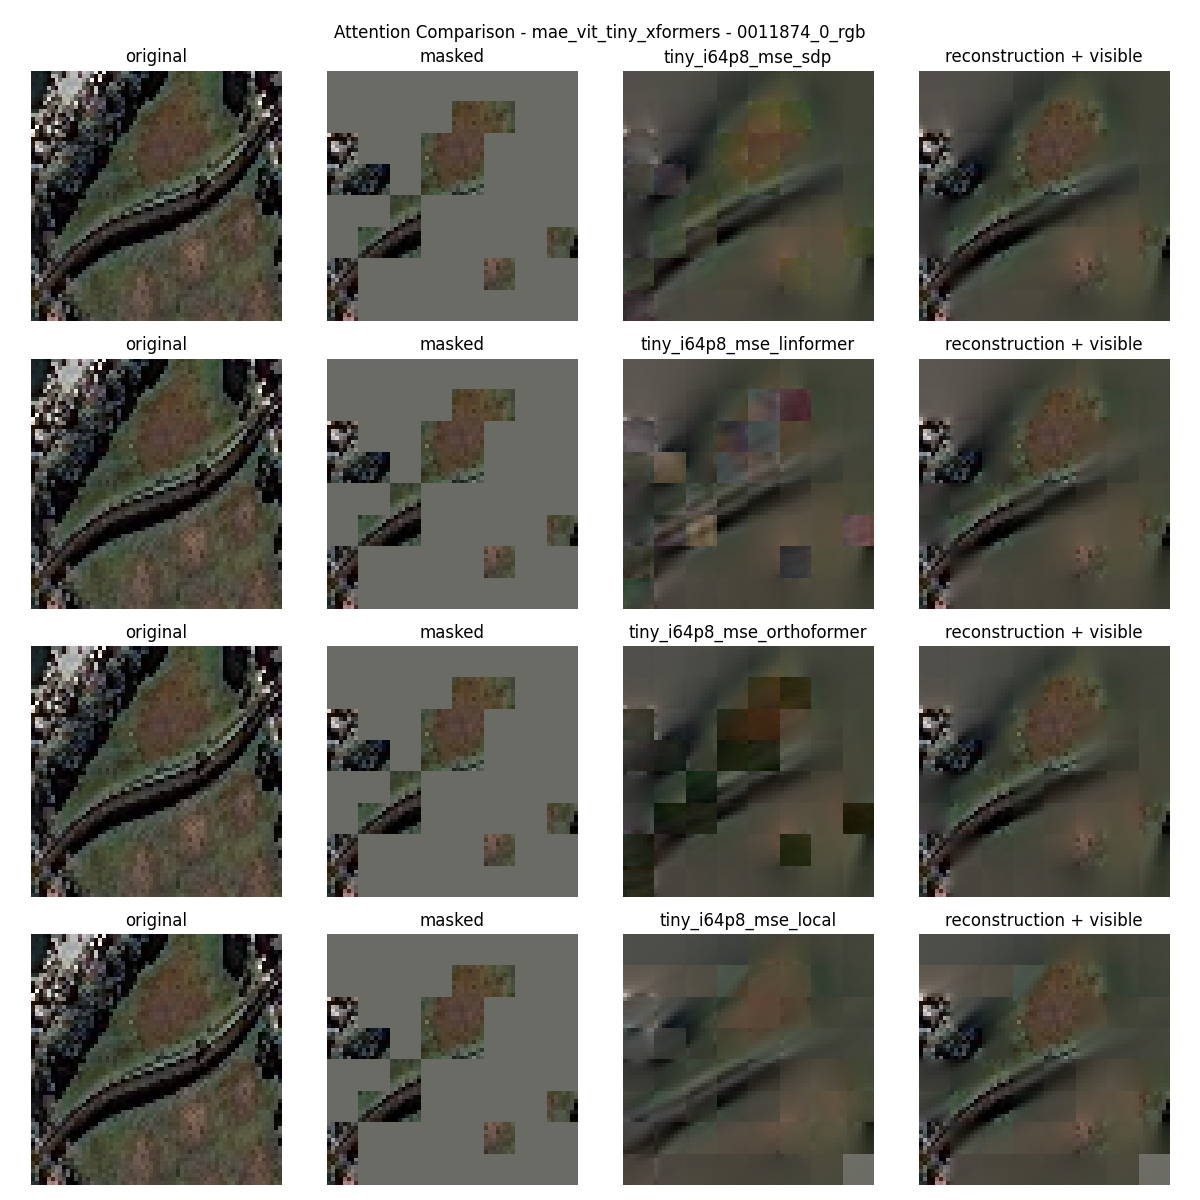 Attention Comparison - mae_vit_tiny_xformers - 0011874_0_rgb
original masked tiny_i64p8_mse_sdp reconstruction + visible
original masked tiny_i64p8_mse_linformer reconstruction + visible
original masked tiny_i64p8_mse_orthoformer reconstruction + visible
original masked tiny_i64p8_mse_local reconstruction + visible